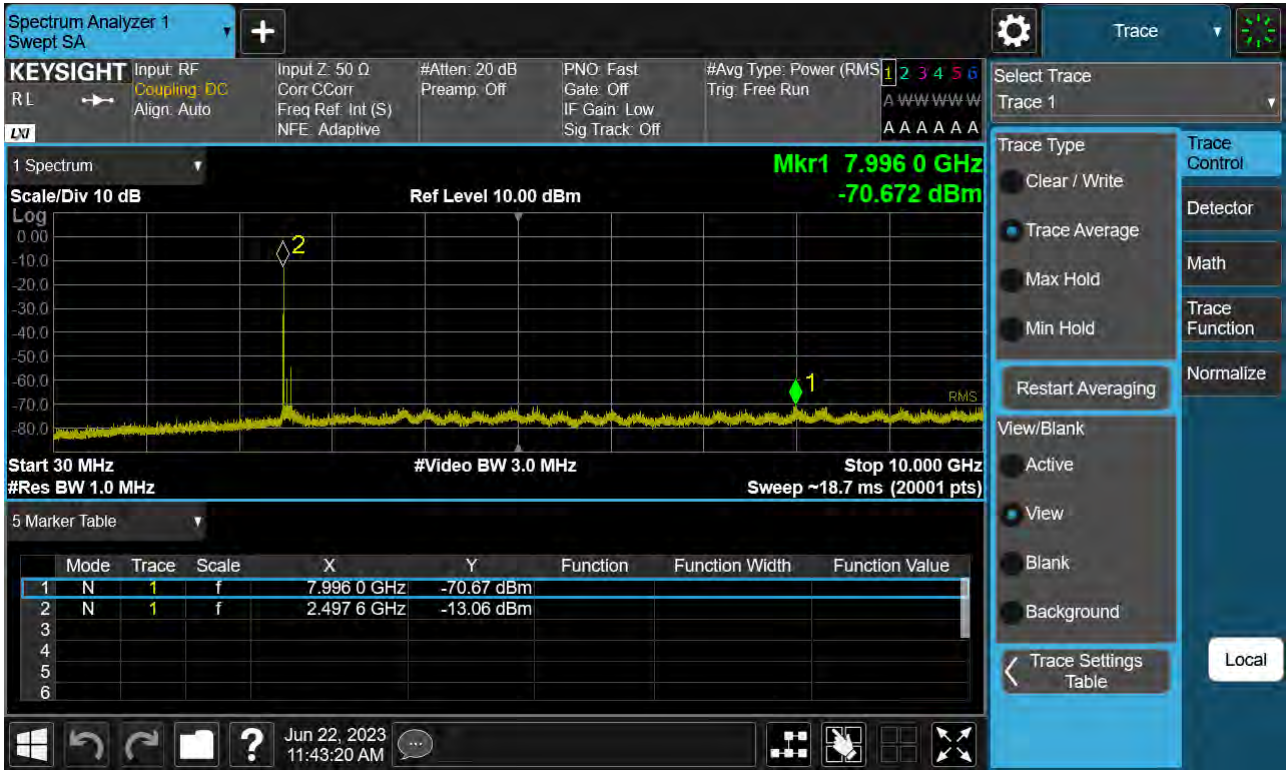 Spectrum Analyzer 1
Swept SA
Trace
KEYSIGHT
RL
LXI
Input: RF
Coupling: DC
Align: Auto
Input Z: 50 Ω
Corr CCorr
Freq Ref: Int (S)
NFE: Adaptive
#Atten: 20 dB
Preamp: Off
PNO: Fast
Gate: Off
IF Gain: Low
Sig Track: Off
#Avg Type: Power (RMS
Trig: Free Run
1 2 3 4 5 6
A W W W W W
A A A A A A
Select Trace
Trace 1
1 Spectrum
Mkr1 7.996 0 GHz
Scale/Div 10 dB
Ref Level 10.00 dBm
-70.672 dBm
Log
0.00
-10.0
-20.0
-30.0
-40.0
-50.0
-60.0
-70.0
-80.0
2
1
RMS
Start 30 MHz
#Video BW 3.0 MHz
Stop 10.000 GHz
#Res BW 1.0 MHz
Sweep ~18.7 ms (20001 pts)
5 Marker Table
Mode Trace Scale X Y Function Function Width Function Value
1 N 1 f 7.996 0 GHz -70.67 dBm
2 N 1 f 2.497 6 GHz -13.06 dBm
3
4
5
6
Trace Type
Clear / Write
Trace Average
Max Hold
Min Hold
Restart Averaging
View/Blank
Active
View
Blank
Background
Trace Settings
Table
Trace
Control
Detector
Math
Trace
Function
Normalize
Local
?
Jun 22, 2023
11:43:20 AM